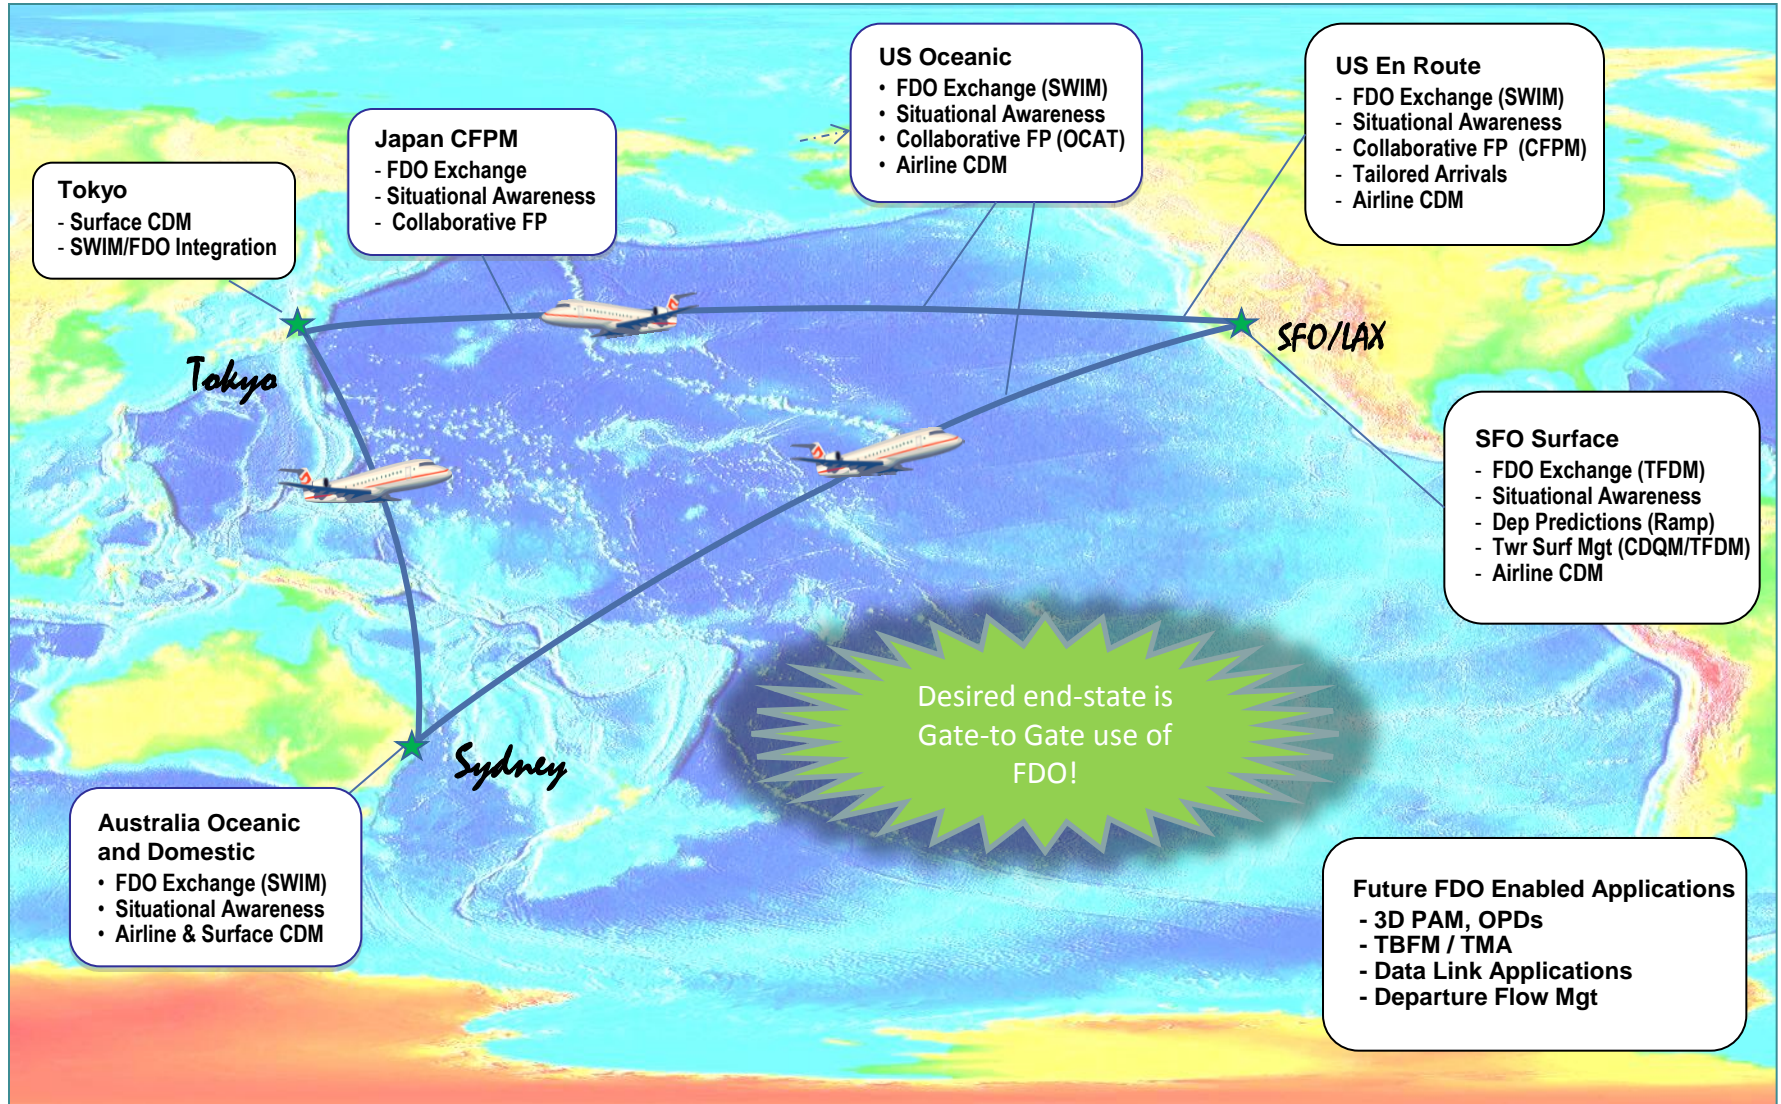 US Oceanic
• FDO Exchange (SWIM)
• Situational Awareness
• Collaborative FP (OCAT)
• Airline CDM
US En Route
- FDO Exchange (SWIM)
- Situational Awareness
- Collaborative FP (CFPM)
- Tailored Arrivals
- Airline CDM
Japan CFPM
- FDO Exchange
- Situational Awareness
- Collaborative FP
Tokyo
- Surface CDM
- SWIM/FDO Integration
Tokyo
SFO/LAX
SFO Surface
- FDO Exchange (TFDM)
- Situational Awareness
- Dep Predictions (Ramp)
- Twr Surf Mgt (CDQM/TFDM)
- Airline CDM
Desired end-state is
Gate-to Gate use of
FDO!
Sydney
Australia Oceanic
and Domestic
• FDO Exchange (SWIM)
• Situational Awareness
• Airline & Surface CDM
Future FDO Enabled Applications
- 3D PAM, OPDs
- TBFM / TMA
- Data Link Applications
- Departure Flow Mgt